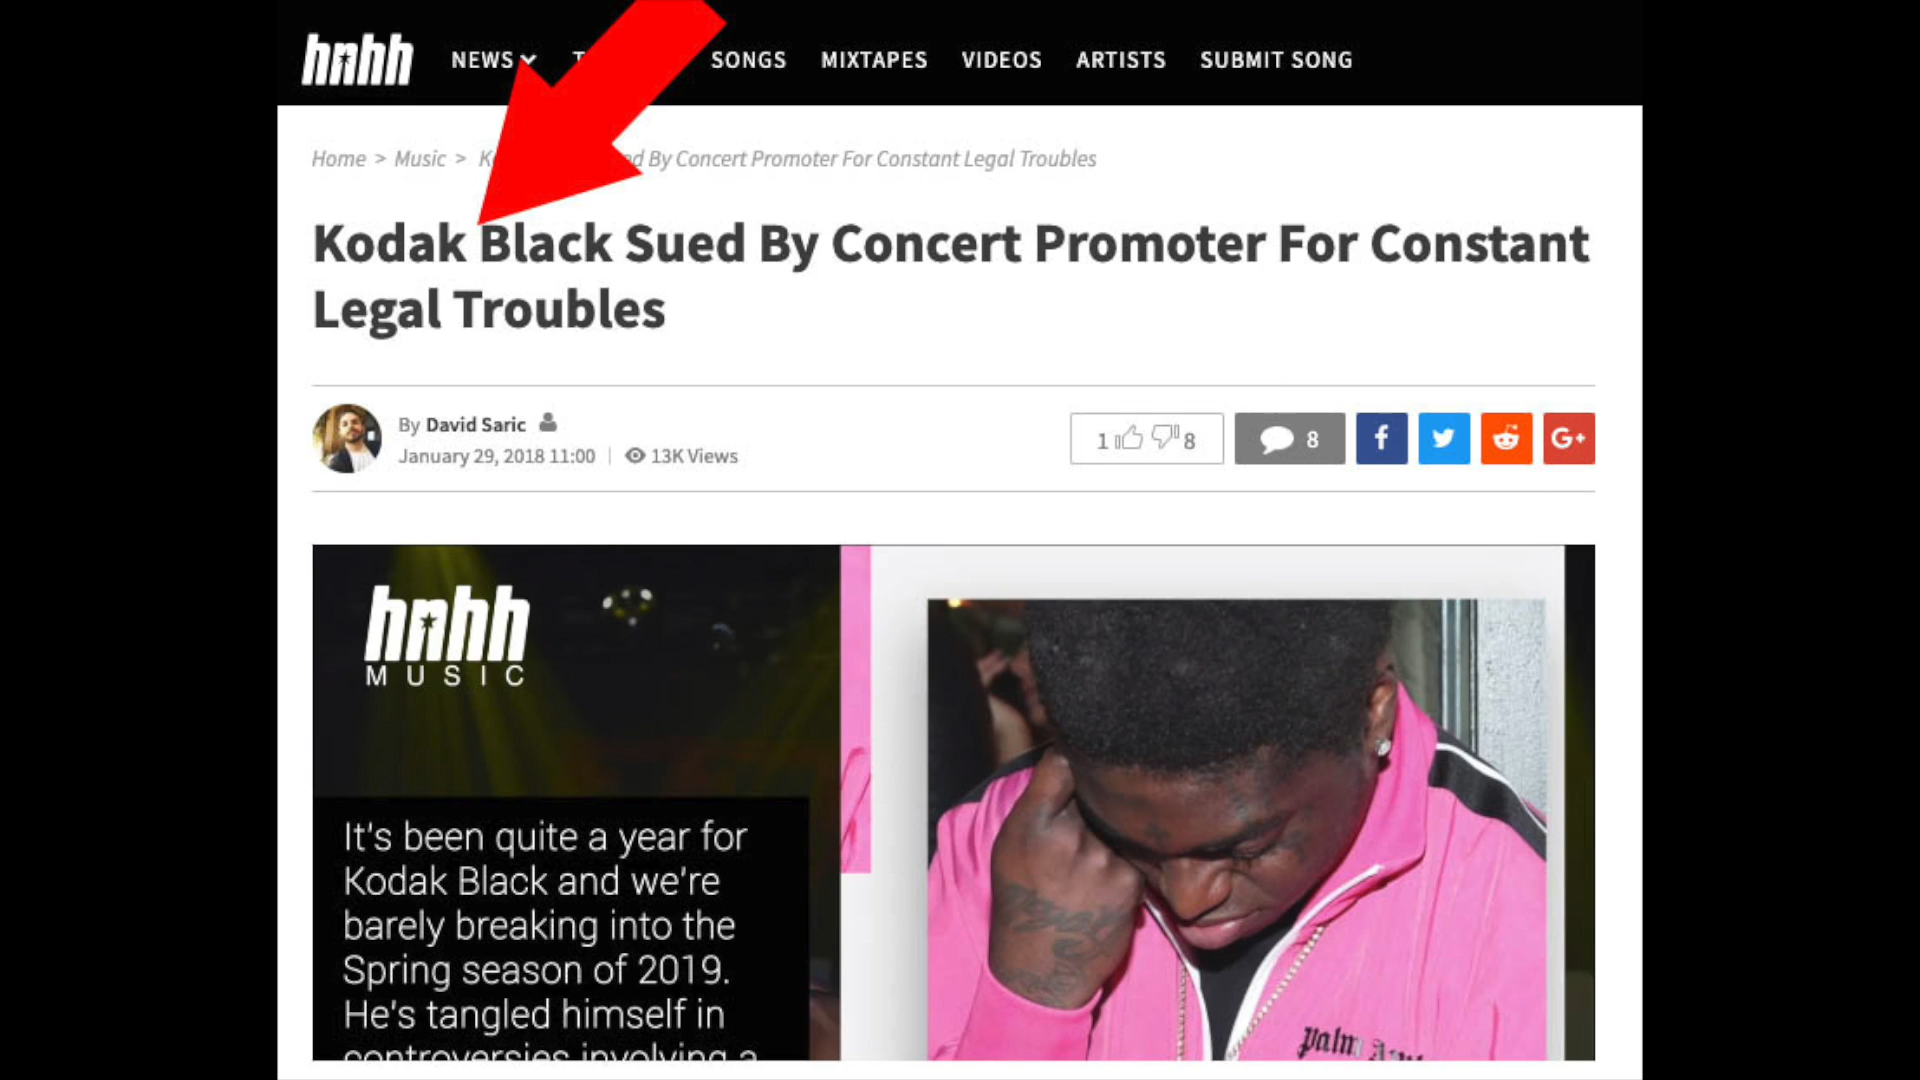 hnhh
NEWS
SONGS
MIXTAPES
VIDEOS
ARTISTS
SUBMIT SONG
Home > Music > By Concert Promoter For Constant Legal Troubles
Kodak Black Sued By Concert Promoter For Constant
Legal Troubles
By David Saric
January 29, 2018 11:00 | 13K Views
1 8
8
f
G+
hnhh
MUSIC
It's been quite a year for
Kodak Black and we're
barely breaking into the
Spring season of 2019.
He's tangled himself in
controversies involving a
Palm